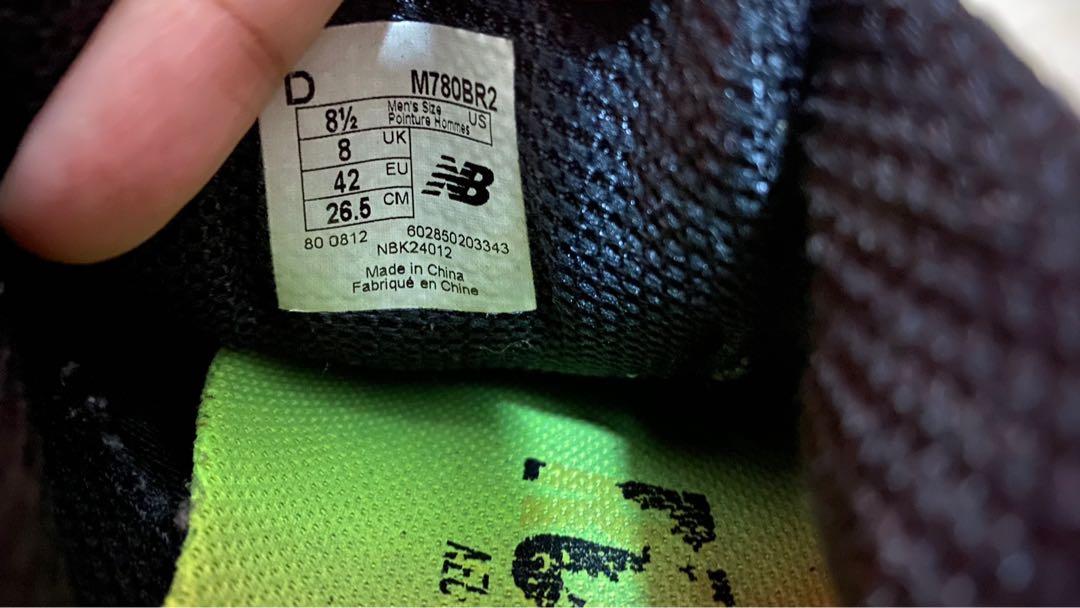 D M780BR2
8½ Men's Size US
Pointure Hommes
8 UK
42 EU
26.5 CM
NB
80 0812 602850203343
NBK24012
Made in China
Fabriqué en Chine